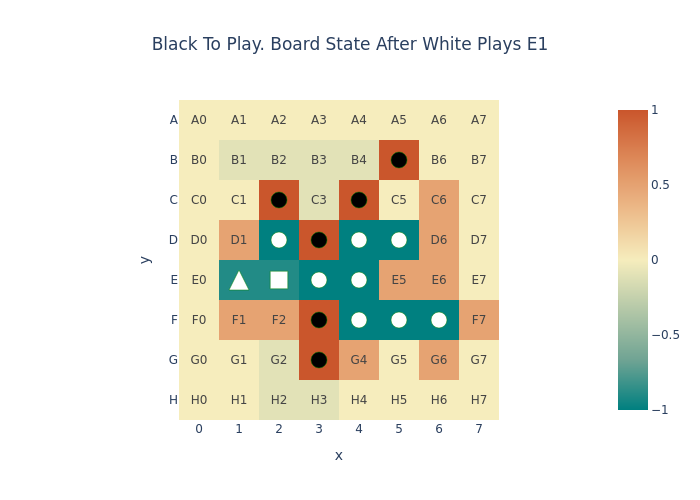 Black To Play. Board State After White Plays E1
A A0 A1 A2 A3 A4 A5 A6 A7
B B0 B1 B2 B3 B4 B6 B7
C C0 C1 C3 C5 C6 C7
D D0 D1 D6 D7
E E0 E5 E6 E7
F F0 F1 F2 F7
G G0 G1 G2 G4 G5 G6 G7
H H0 H1 H2 H3 H4 H5 H6 H7
0 1 2 3 4 5 6 7
x
y
1
0.5
0
−0.5
−1